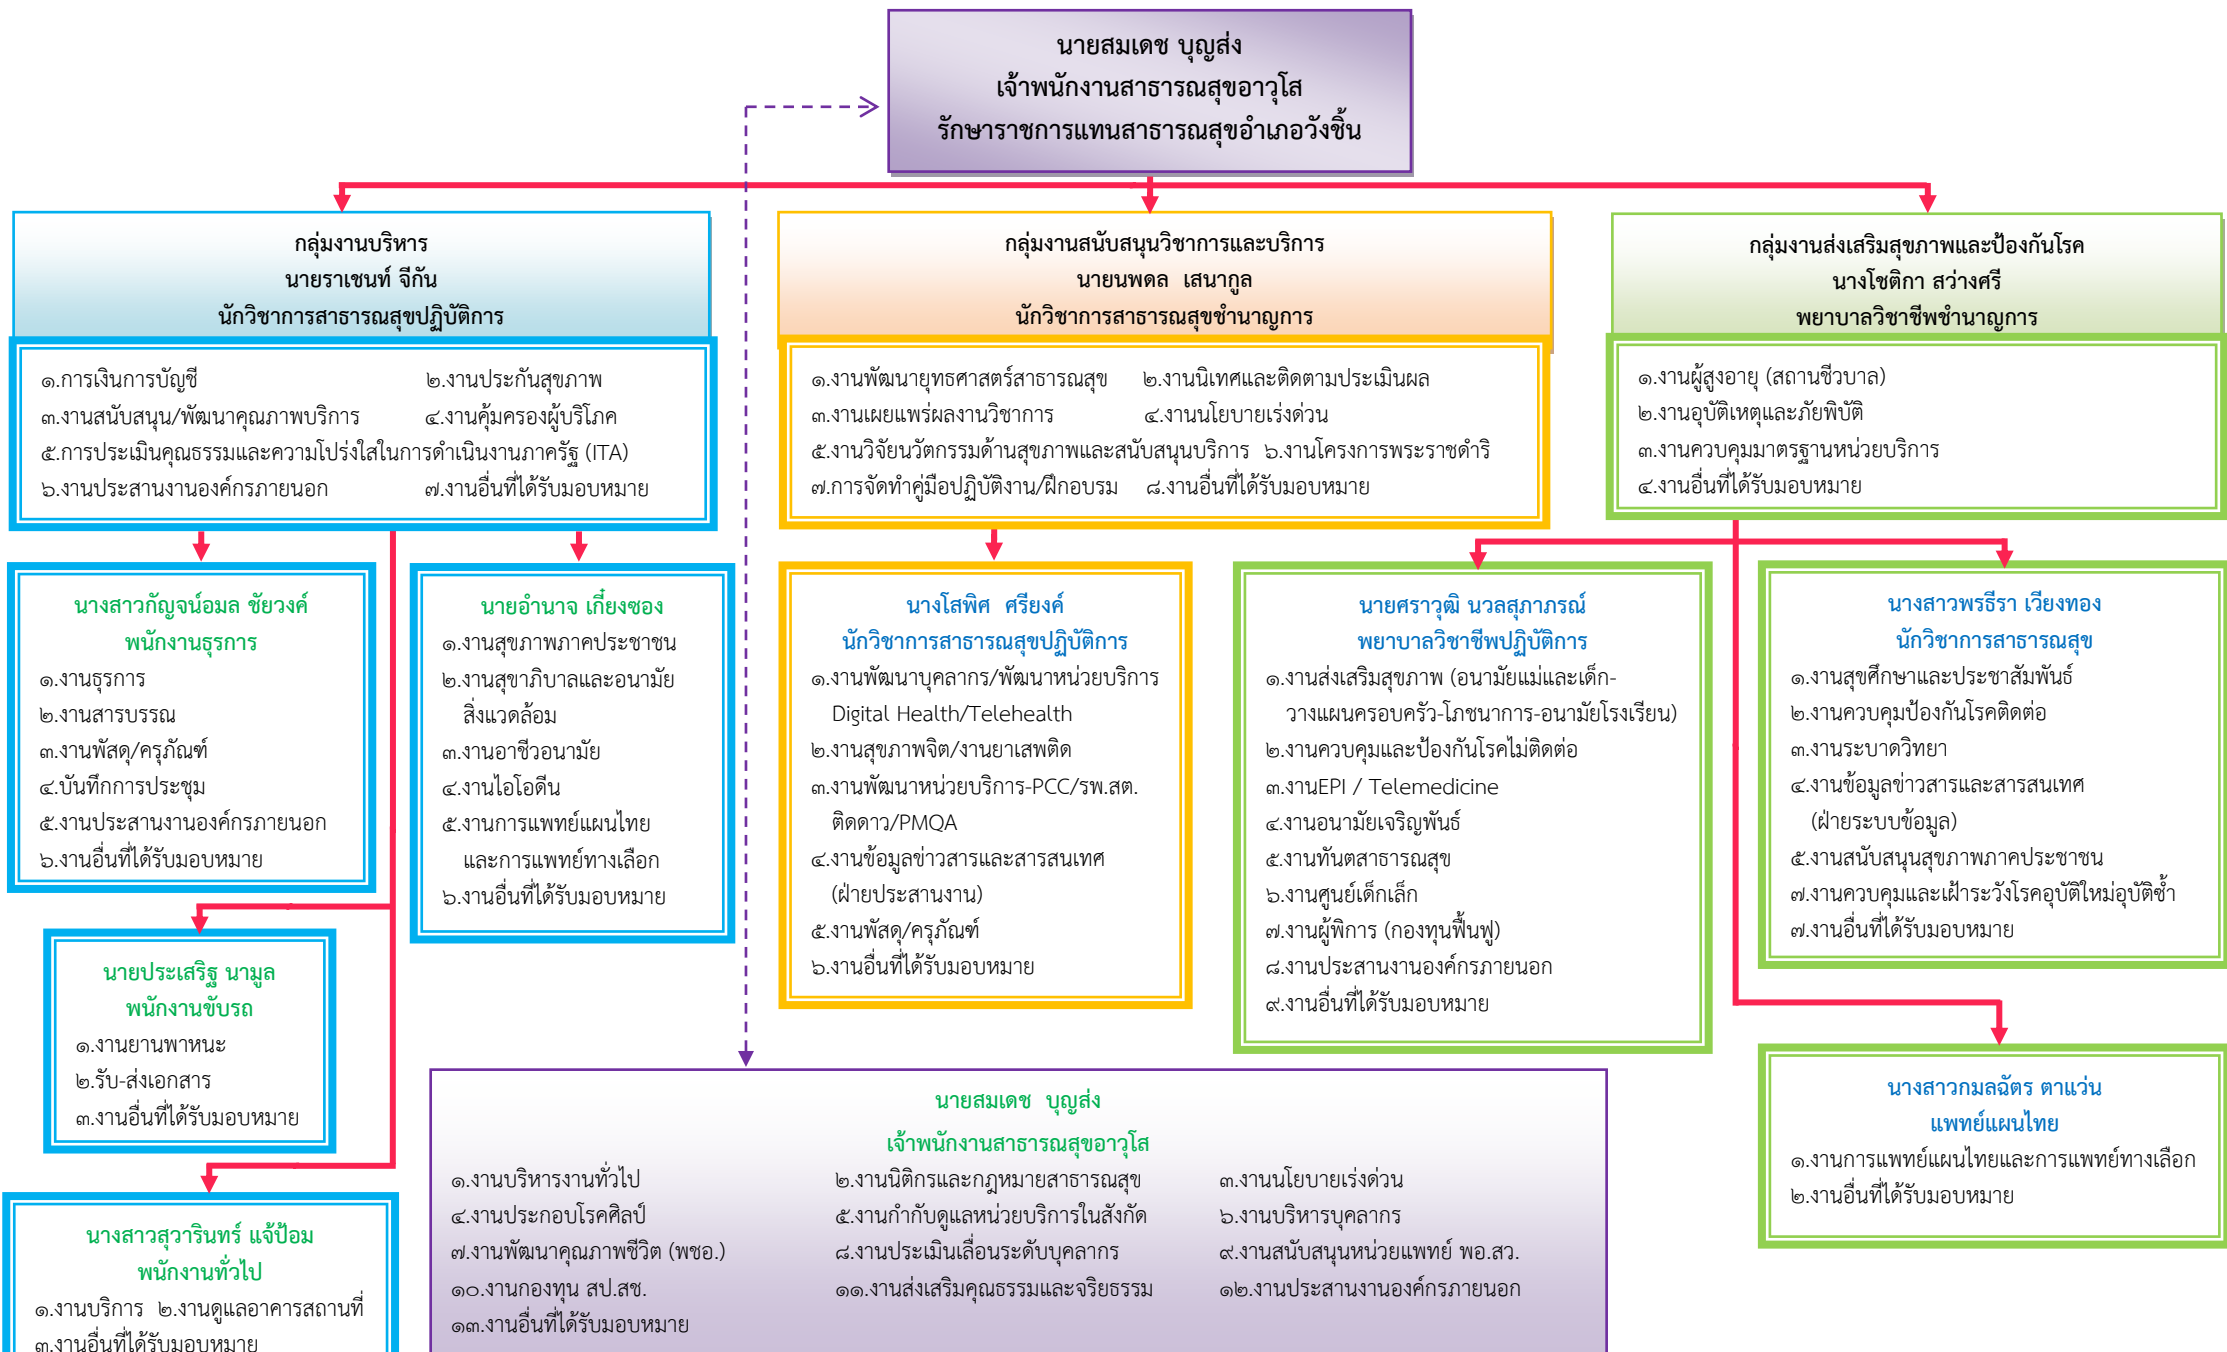 นายสมเดช บุญส่ง
เจ้าพนักงานสาธารณสุขอาวุโส
รักษาราชการแทนสาธารณสุขอำเภอวังชิ้น
กลุ่มงานบริหาร
นายราเชนท์ จีกัน
นักวิชาการสาธารณสุขปฏิบัติการ
๑.การเงินการบัญชี ๒.งานประกันสุขภาพ
๓.งานสนับสนุน/พัฒนาคุณภาพบริการ ๔.งานคุ้มครองผู้บริโภค
๕.การประเมินคุณธรรมและความโปร่งใสในการดำเนินงานภาครัฐ (ITA)
๖.งานประสานงานองค์กรภายนอก ๗.งานอื่นที่ได้รับมอบหมาย
กลุ่มงานสนับสนุนวิชาการและบริการ
นายนพดล เสนากูล
นักวิชาการสาธารณสุขชำนาญการ
๑.งานพัฒนายุทธศาสตร์สาธารณสุข ๒.งานนิเทศและติดตามประเมินผล
๓.งานเผยแพร่ผลงานวิชาการ ๔.งานนโยบายเร่งด่วน
๕.งานวิจัยนวัตกรรมด้านสุขภาพและสนับสนุนบริการ ๖.งานโครงการพระราชดำริ
๗.การจัดทำคู่มือปฏิบัติงาน/ฝึกอบรม ๘.งานอื่นที่ได้รับมอบหมาย
กลุ่มงานส่งเสริมสุขภาพและป้องกันโรค
นางโชติกา สว่างศรี
พยาบาลวิชาชีพชำนาญการ
๑.งานผู้สูงอายุ (สถานชีวบาล)
๒.งานอุบัติเหตุและภัยพิบัติ
๓.งานควบคุมมาตรฐานหน่วยบริการ
๔.งานอื่นที่ได้รับมอบหมาย
นางสาวกัญจน์อมล ชัยวงค์
พนักงานธุรการ
๑.งานธุรการ
๒.งานสารบรรณ
๓.งานพัสดุ/ครุภัณฑ์
๔.บันทึกการประชุม
๕.งานประสานงานองค์กรภายนอก
๖.งานอื่นที่ได้รับมอบหมาย
นายอำนาจ เกี๋ยงซอง
๑.งานสุขภาพภาคประชาชน
๒.งานสุขาภิบาลและอนามัย
สิ่งแวดล้อม
๓.งานอาชีวอนามัย
๔.งานไอโอดีน
๕.งานการแพทย์แผนไทย
และการแพทย์ทางเลือก
๖.งานอื่นที่ได้รับมอบหมาย
นางโสพิศ ศรียงค์
นักวิชาการสาธารณสุขปฏิบัติการ
๑.งานพัฒนาบุคลากร/พัฒนาหน่วยบริการ
Digital Health/Telehealth
๒.งานสุขภาพจิต/งานยาเสพติด
๓.งานพัฒนาหน่วยบริการ-PCC/รพ.สต.
ติดดาว/PMQA
๔.งานข้อมูลข่าวสารและสารสนเทศ
(ฝ่ายประสานงาน)
๕.งานพัสดุ/ครุภัณฑ์
๖.งานอื่นที่ได้รับมอบหมาย
นายศราวุฒิ นวลสุภาภรณ์
พยาบาลวิชาชีพปฏิบัติการ
๑.งานส่งเสริมสุขภาพ (อนามัยแม่และเด็ก-
วางแผนครอบครัว-โภชนาการ-อนามัยโรงเรียน)
๒.งานควบคุมและป้องกันโรคไม่ติดต่อ
๓.งานEPI / Telemedicine
๔.งานอนามัยเจริญพันธ์
๕.งานทันตสาธารณสุข
๖.งานศูนย์เด็กเล็ก
๗.งานผู้พิการ (กองทุนฟื้นฟู)
๘.งานประสานงานองค์กรภายนอก
๙.งานอื่นที่ได้รับมอบหมาย
นางสาวพรธีรา เวียงทอง
นักวิชาการสาธารณสุข
๑.งานสุขศึกษาและประชาสัมพันธ์
๒.งานควบคุมป้องกันโรคติดต่อ
๓.งานระบาดวิทยา
๔.งานข้อมูลข่าวสารและสารสนเทศ
(ฝ่ายระบบข้อมูล)
๕.งานสนับสนุนสุขภาพภาคประชาชน
๗.งานควบคุมและเฝ้าระวังโรคอุบัติใหม่อุบัติซ้ำ
๗.งานอื่นที่ได้รับมอบหมาย
นายประเสริฐ นามูล
พนักงานขับรถ
๑.งานยานพาหนะ
๒.รับ-ส่งเอกสาร
๓.งานอื่นที่ได้รับมอบหมาย
นางสาวกมลฉัตร ตาแว่น
แพทย์แผนไทย
๑.งานการแพทย์แผนไทยและการแพทย์ทางเลือก
๒.งานอื่นที่ได้รับมอบหมาย
นายสมเดช บุญส่ง
เจ้าพนักงานสาธารณสุขอาวุโส
๑.งานบริหารงานทั่วไป ๒.งานนิติกรและกฎหมายสาธารณสุข ๓.งานนโยบายเร่งด่วน
๔.งานประกอบโรคศิลป์ ๕.งานกำกับดูแลหน่วยบริการในสังกัด ๖.งานบริหารบุคลากร
๗.งานพัฒนาคุณภาพชีวิต (พชอ.) ๘.งานประเมินเลื่อนระดับบุคลากร ๙.งานสนับสนุนหน่วยแพทย์ พอ.สว.
๑๐.งานกองทุน สป.สช. ๑๑.งานส่งเสริมคุณธรรมและจริยธรรม ๑๒.งานประสานงานองค์กรภายนอก
๑๓.งานอื่นที่ได้รับมอบหมาย
นางสาวสุวารินทร์ แจ้ป้อม
พนักงานทั่วไป
๑.งานบริการ ๒.งานดูแลอาคารสถานที่
๓.งานอื่นที่ได้รับมอบหมาย